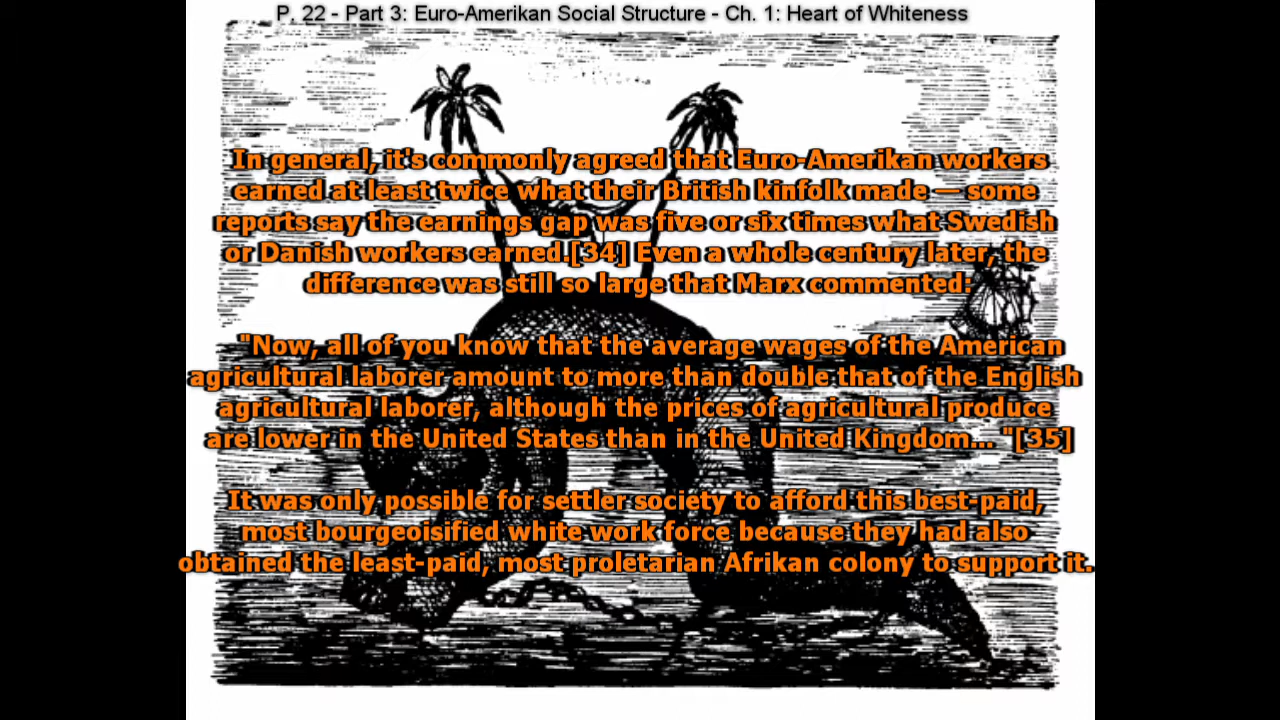 P. 22 - Part 3: Euro-Amerikan Social Structure - Ch. 1: Heart of Whiteness
In general, it's commonly agreed that Euro-Amerikan workers
earned at least twice what their British kinfolk made — some
reports say the earnings gap was five or six times what Swedish
or Danish workers earned.[34] Even a whole century later, the
difference was still so large that Marx commented:
"Now, all of you know that the average wages of the American
agricultural laborer amount to more than double that of the English
agricultural laborer, although the prices of agricultural produce
are lower in the United States than in the United Kingdom... "[35]
It was only possible for settler society to afford this best-paid,
most bourgeoisified white work force because they had also
obtained the least-paid, most proletarian Afrikan colony to support it.